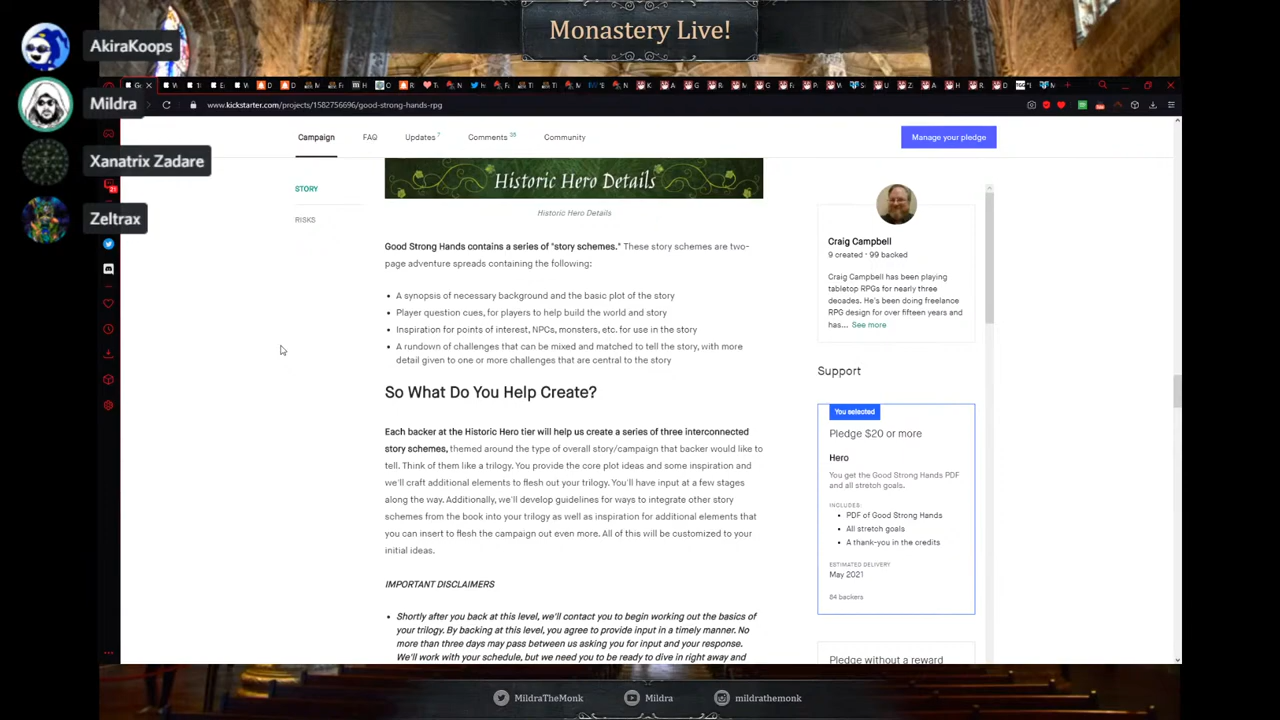 Monastery Live!
AkiraKoops
Mildra
Xanatrix Zadare
Zeltrax
www.kickstarter.com/projects/1582756696/good-strong-hands-rpg
Campaign
FAQ
Updates 7
Comments 35
Community
Manage your pledge
STORY
RISKS
Historic Hero Details
Historic Hero Details
Good Strong Hands contains a series of "story schemes." These story schemes are two-
page adventure spreads containing the following:
• A synopsis of necessary background and the basic plot of the story
• Player question cues, for players to help build the world and story
• Inspiration for points of interest, NPCs, monsters, etc. for use in the story
• A rundown of challenges that can be mixed and matched to tell the story, with more
detail given to one or more challenges that are central to the story
So What Do You Help Create?
Each backer at the Historic Hero tier will help us create a series of three interconnected
story schemes, themed around the type of overall story/campaign that backer would like to
tell. Think of them like a trilogy. You provide the core plot ideas and some inspiration and
we'll craft additional elements to flesh out your trilogy. You'll have input at a few stages
along the way. Additionally, we'll develop guidelines for ways to integrate other story
schemes from the book into your trilogy as well as inspiration for additional elements that
you can insert to flesh the campaign out even more. All of this will be customized to your
initial ideas.
IMPORTANT DISCLAIMERS
• Shortly after you back at this level, we'll contact you to begin working out the basics of
your trilogy. By backing at this level, you agree to provide input in a timely manner. No
more than three days may pass between us asking you for input and your response.
We'll work with your schedule, but we need you to be ready to dive in right away and
Craig Campbell
9 created · 99 backed
Craig Campbell has been playing
tabletop RPGs for nearly three
decades. He's been doing freelance
RPG design for over fifteen years and
has... See more
Support
You selected
Pledge $20 or more
Hero
You get the Good Strong Hands PDF
and all stretch goals.
INCLUDES:
• PDF of Good Strong Hands
• All stretch goals
• A thank-you in the credits
ESTIMATED DELIVERY
May 2021
84 backers
Pledge without a reward
MildraTheMonk
Mildra
mildrathemonk